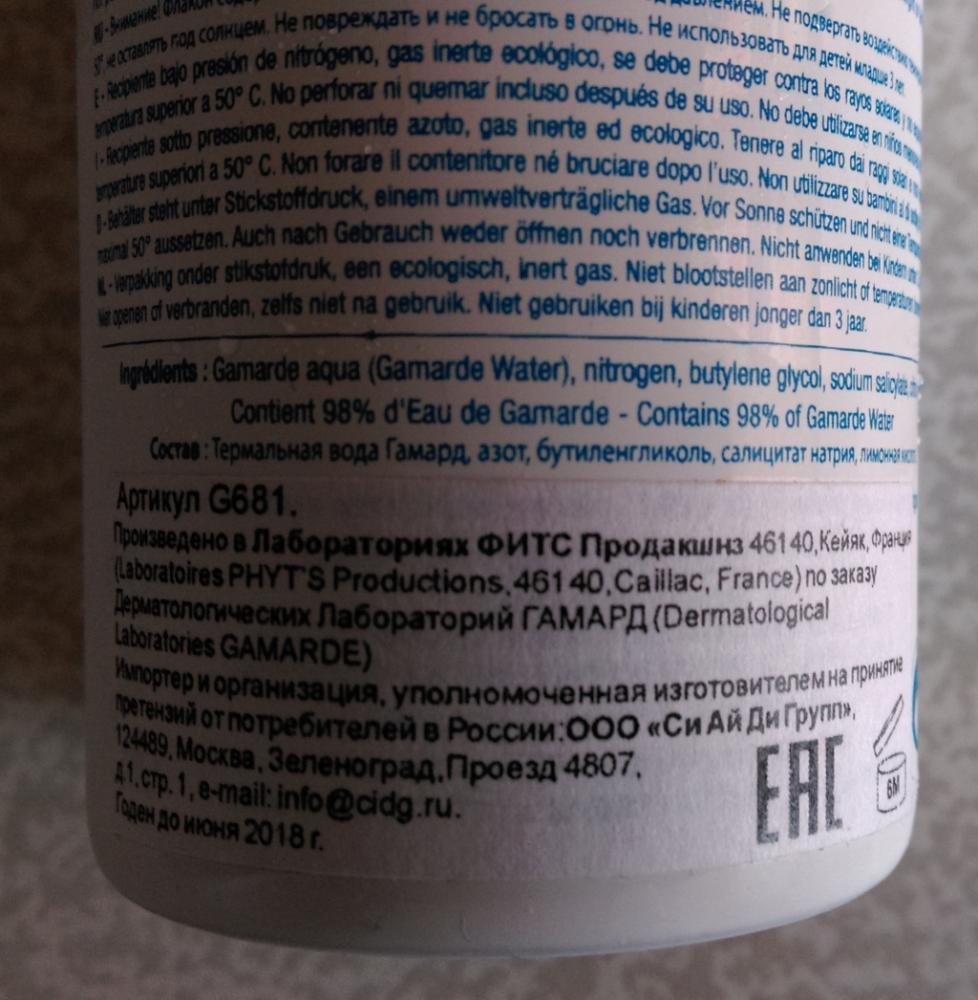 RU - Внимание! Флакон
давлением. Не подвергать
50°, не оставлять под солнцем. Не повреждать и не бросать в огонь. Не использовать для детей младше 3 лет.
E - Recipiente bajo presión de nitrógeno, gas inerte ecológico, se debe proteger contra los rayos solares y
temperatura superior a 50° C. No perforar ni quemar incluso después de su uso. No debe utilizarse en niños
I - Recipiente sotto pressione, contenente azoto, gas inerte ed ecologico. Tenere al riparo dai raggi solari
temperature superiori a 50° C. Non forare il contenitore né bruciare dopo l'uso. Non utilizzare su bambini al di
D - Behälter steht unter Stickstoffdruck, einem umweltverträgliche Gas. Vor Sonne schützen und nicht einer
maximal 50° aussetzen. Auch nach Gebrauch weder öffnen noch verbrennen. Nicht anwenden bei Kindern
NL - Verpakking onder stikstofdruk, een ecologisch, inert gas. Niet blootstellen aan zonlicht of temperaturen
Niet openen of verbranden, zelfs niet na gebruik. Niet gebruiken bij kinderen jonger dan 3 jaar.
Ingrédients : Gamarde aqua (Gamarde Water), nitrogen, butylene glycol, sodium salicylate,
Contient 98% d'Eau de Gamarde - Contains 98% of Gamarde Water
Состав : Термальная вода Гамард, азот, бутиленгликоль, салицитат натрия, лимонная
Артикул G681.
Произведено в Лабораториях ФИТС Продакшнз 46140,Кейяк, Франция
(Laboratoires PHYT'S Productions,46140,Caillac, France) по заказу
Дерматологических Лабораторий ГАМАРД (Dermatological
Laboratories GAMARDE)
Импортер и организация, уполномоченная изготовителем на принятие
претензий от потребителей в России:ООО «Си Ай Ди Групп»,
124489, Москва, Зеленоград,Проезд 4807,
д.1,стр. 1, e-mail: info@cidg.ru.
Годен до июня 2018 г.
EAC
6M